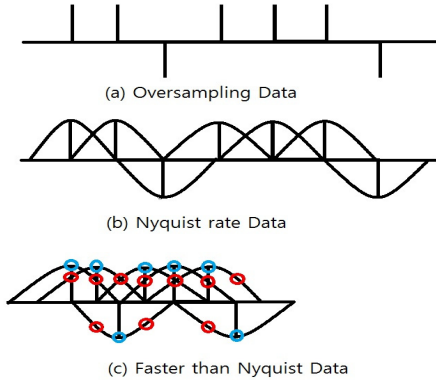 (a) Oversampling Data
(b) Nyquist rate Data
(c) Faster than Nyquist Data